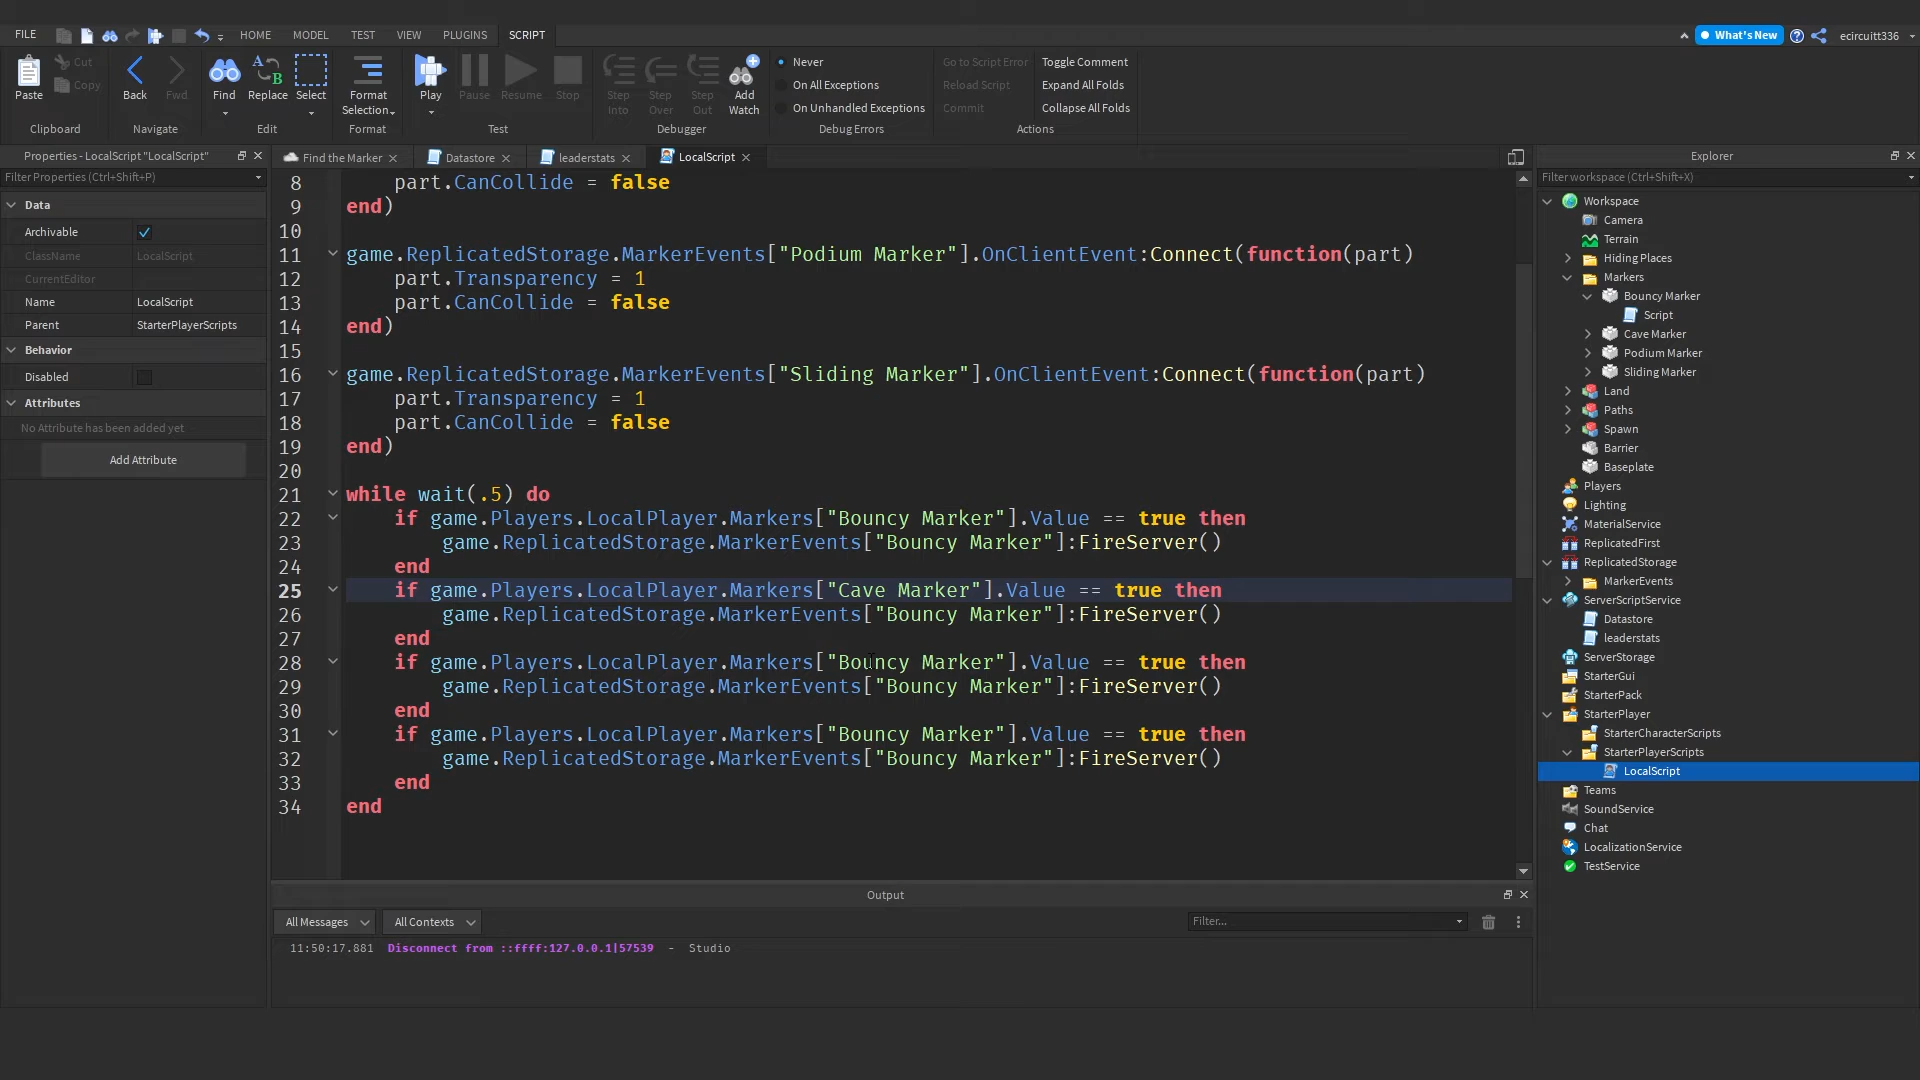 FILE HOME MODEL TEST VIEW PLUGINS SCRIPT What's New ecircuitt336
Paste Cut Copy Back Fwd Find Replace Select Format Selection Play Pause Resume Stop Step Into Step Over Step Out Add Watch
Never
On All Exceptions
On Unhandled Exceptions
Go to Script Error
Reload Script
Commit
Toggle Comment
Expand All Folds
Collapse All Folds
Clipboard Navigate Edit Format Test Debugger Debug Errors Actions
Properties - LocalScript "LocalScript"
Filter Properties (Ctrl+Shift+P)
Data
Archivable
ClassName LocalScript
CurrentEditor
Name LocalScript
Parent StarterPlayerScripts
Behavior
Disabled
Attributes
No Attribute has been added yet
Add Attribute
Find the Marker Datastore leaderstats LocalScript
8 part.CanCollide = false
9 end)
10
11 game.ReplicatedStorage.MarkerEvents["Podium Marker"].OnClientEvent:Connect(function(part)
12 part.Transparency = 1
13 part.CanCollide = false
14 end)
15
16 game.ReplicatedStorage.MarkerEvents["Sliding Marker"].OnClientEvent:Connect(function(part)
17 part.Transparency = 1
18 part.CanCollide = false
19 end)
20
21 while wait(.5) do
22 if game.Players.LocalPlayer.Markers["Bouncy Marker"].Value == true then
23 game.ReplicatedStorage.MarkerEvents["Bouncy Marker"]:FireServer()
24 end
25 if game.Players.LocalPlayer.Markers["Cave Marker"].Value == true then
26 game.ReplicatedStorage.MarkerEvents["Bouncy Marker"]:FireServer()
27 end
28 if game.Players.LocalPlayer.Markers["Bouncy Marker"].Value == true then
29 game.ReplicatedStorage.MarkerEvents["Bouncy Marker"]:FireServer()
30 end
31 if game.Players.LocalPlayer.Markers["Bouncy Marker"].Value == true then
32 game.ReplicatedStorage.MarkerEvents["Bouncy Marker"]:FireServer()
33 end
34 end
Output
All Messages All Contexts Filter...
11:50:17.881 Disconnect from ::ffff:127.0.0.1|57539 - Studio
Explorer
Filter workspace (Ctrl+Shift+X)
Workspace
Camera
Terrain
Hiding Places
Markers
Bouncy Marker
Script
Cave Marker
Podium Marker
Sliding Marker
Land
Paths
Spawn
Barrier
Baseplate
Players
Lighting
MaterialService
ReplicatedFirst
ReplicatedStorage
MarkerEvents
ServerScriptService
Datastore
leaderstats
ServerStorage
StarterGui
StarterPack
StarterPlayer
StarterCharacterScripts
StarterPlayerScripts
LocalScript
Teams
SoundService
Chat
LocalizationService
TestService